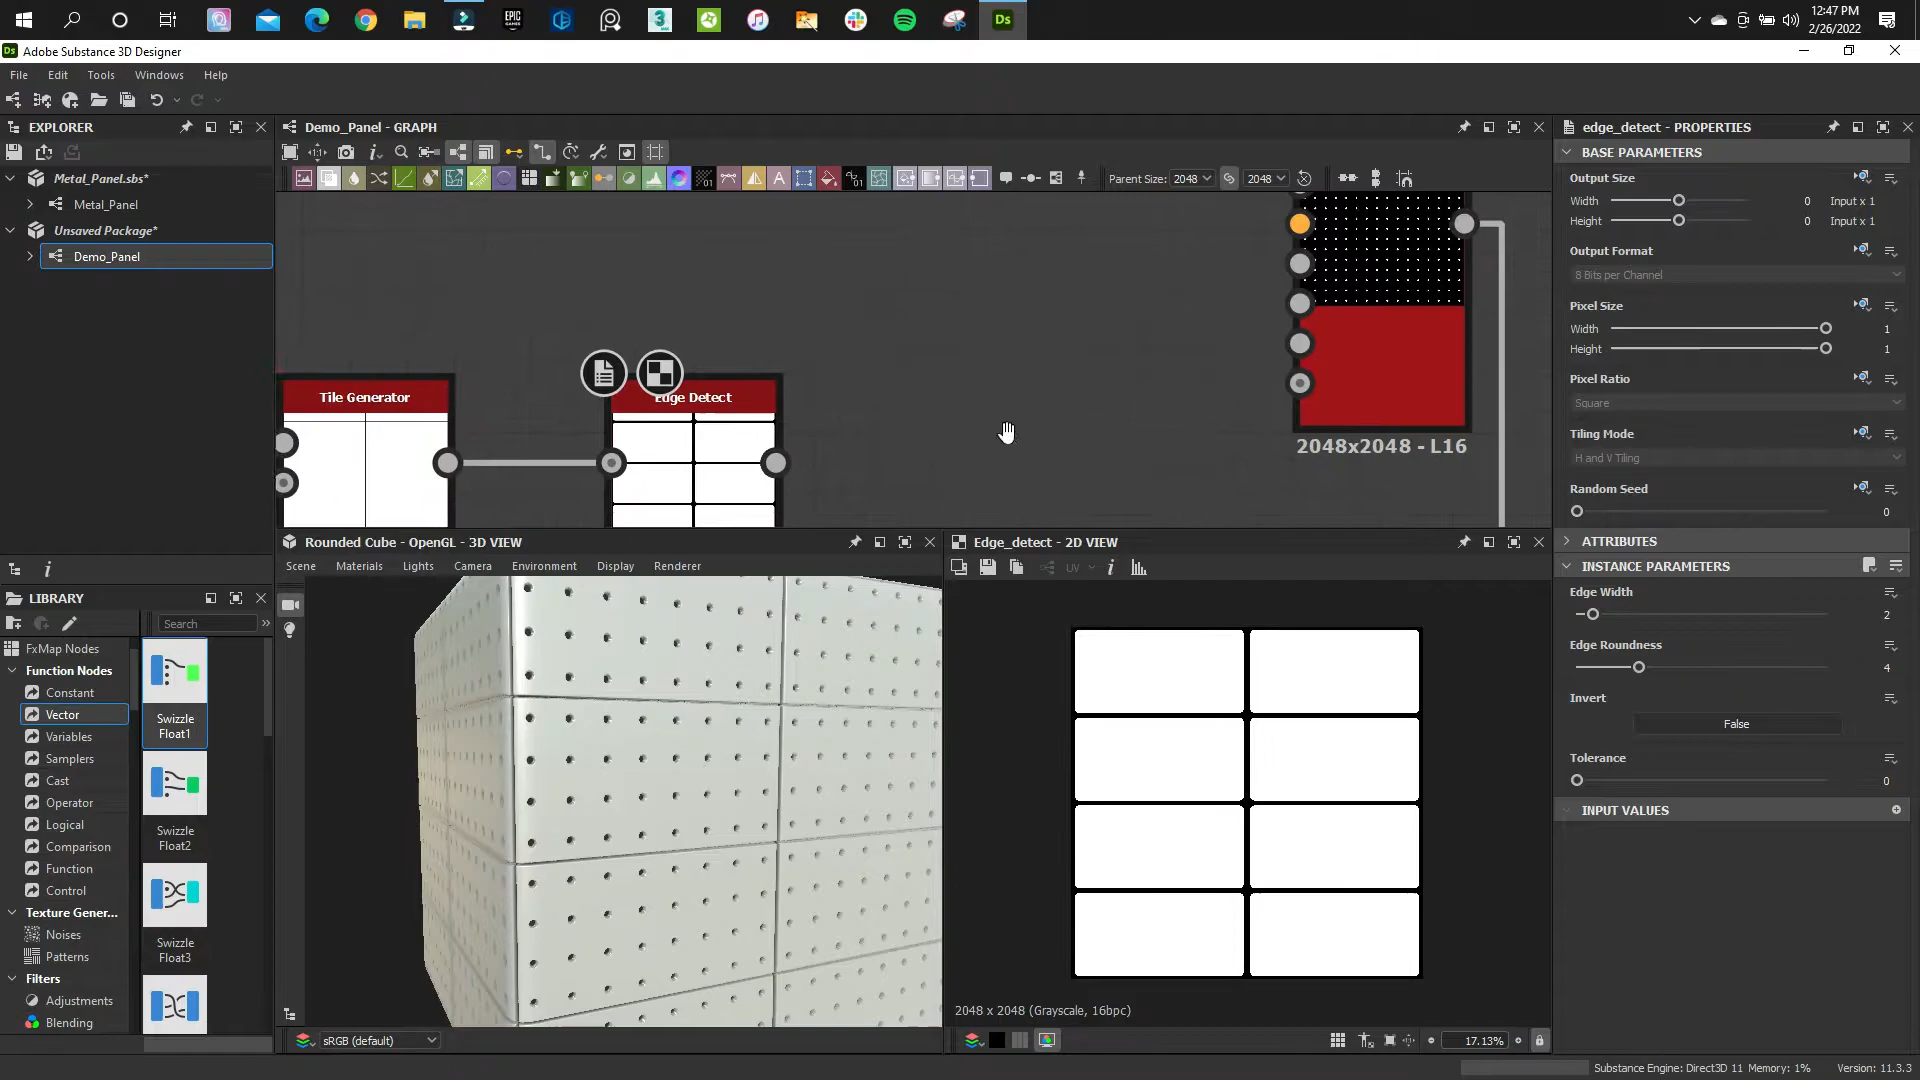 12:47 PM
2/26/2022
EPIC
GAMES
3
Ds
Ds Adobe Substance 3D Designer
File Edit Tools Windows Help
EXPLORER
Metal_Panel.sbs*
Metal_Panel
Unsaved Package*
Demo_Panel
Demo_Panel - GRAPH
Parent Size: 2048 2048
Tile Generator
Edge Detect
2048x2048 - L16
edge_detect - PROPERTIES
BASE PARAMETERS
Output Size
Width 0 Input x 1
Height 0 Input x 1
Output Format
8 Bits per Channel
Pixel Size
Width 1
Height 1
Pixel Ratio
Square
Tiling Mode
H and V Tiling
Random Seed
0
ATTRIBUTES
INSTANCE PARAMETERS
Edge Width
2
Edge Roundness
4
Invert
False
Tolerance
0
INPUT VALUES
LIBRARY
Search
FxMap Nodes
Function Nodes
Constant
Vector
Variables
Samplers
Cast
Operator
Logical
Comparison
Function
Control
Texture Gener...
Noises
Patterns
Filters
Adjustments
Blending
Swizzle
Float1
Swizzle
Float2
Swizzle
Float3
Rounded Cube - OpenGL - 3D VIEW
Scene Materials Lights Camera Environment Display Renderer
sRGB (default)
Edge_detect - 2D VIEW
UV
2048 x 2048 (Grayscale, 16bpc)
17.13%
Substance Engine: Direct3D 11 Memory: 1% Version: 11.3.3